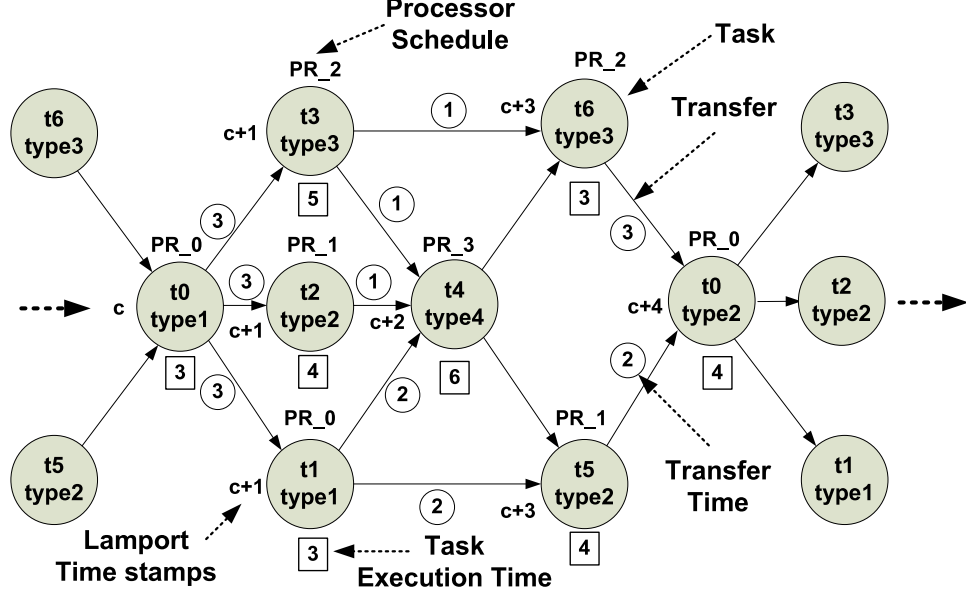 Processor
Schedule
PR_2
Task
PR_2
t6
type3
t3
type3
c+1
1
c+3
t6
type3
Transfer
t3
type3
5
1
3
3
3
PR_0
PR_1
PR_3
PR_0
c
t0
type1
3
c+1
t2
type2
1
c+2
t4
type4
c+4
t0
type2
t2
type2
3
3
4
2
6
2
4
PR_0
PR_1
t5
type2
c+1
t1
type1
2
c+3
t5
type2
Transfer
Time
t1
type1
Lamport
Time stamps
3
Task
Execution Time
4